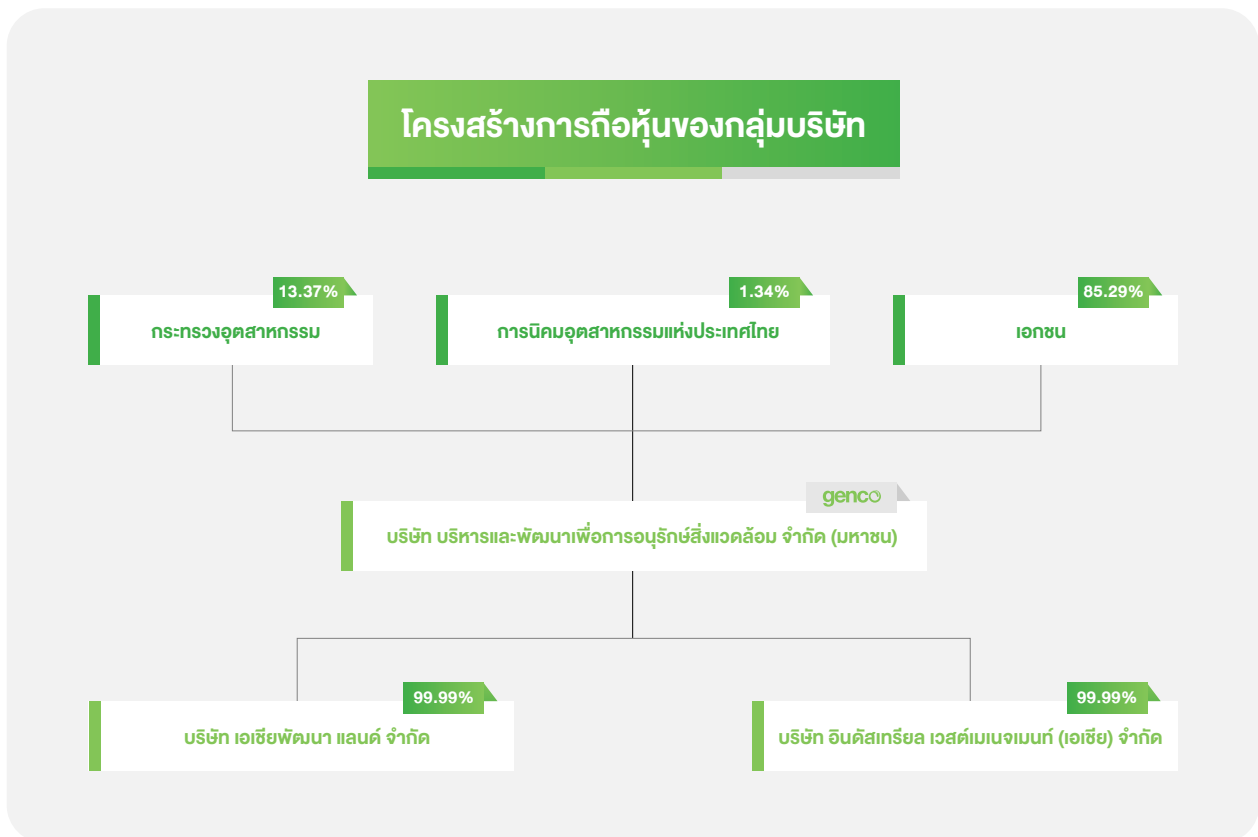 โครงสร้างการถือหุ้นของกลุ่มบริษัท
13.37%
กระทรวงอุตสาหกรรม
1.34%
การนิคมอุตสาหกรรมแห่งประเทศไทย
85.29%
เอกชน
genco
บริษัท บริหารและพัฒนาเพื่อการอนุรักษ์สิ่งแวดล้อม จำกัด (มหาชน)
99.99%
บริษัท เอเชียพัฒนา แลนด์ จำกัด
99.99%
บริษัท อินดัสเทรียล เวสต์เมเนจเมนท์ (เอเชีย) จำกัด